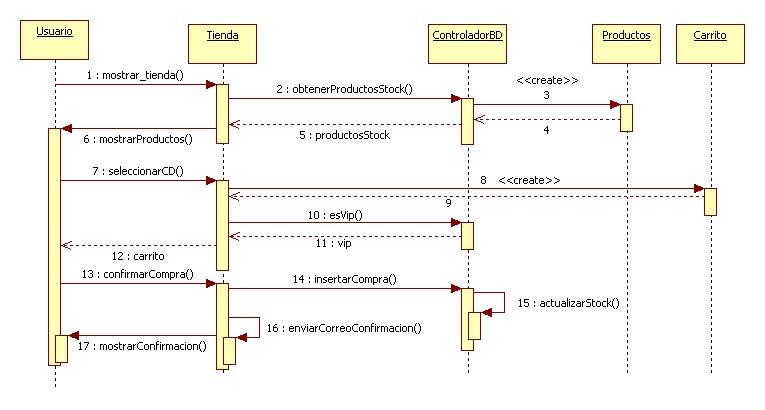 Usuario
Tienda
ControladorBD
Productos
Carrito
1 : mostrar_tienda()
2 : obtenerProductosStock()
<<create>>
3
4
5 : productosStock
6 : mostrarProductos()
7 : seleccionarCD()
8 <<create>>
9
10 : esVip()
11 : vip
12 : carrito
13 : confirmarCompra()
14 : insertarCompra()
15 : actualizarStock()
16 : enviarCorreoConfirmacion()
17 : mostrarConfirmacion()